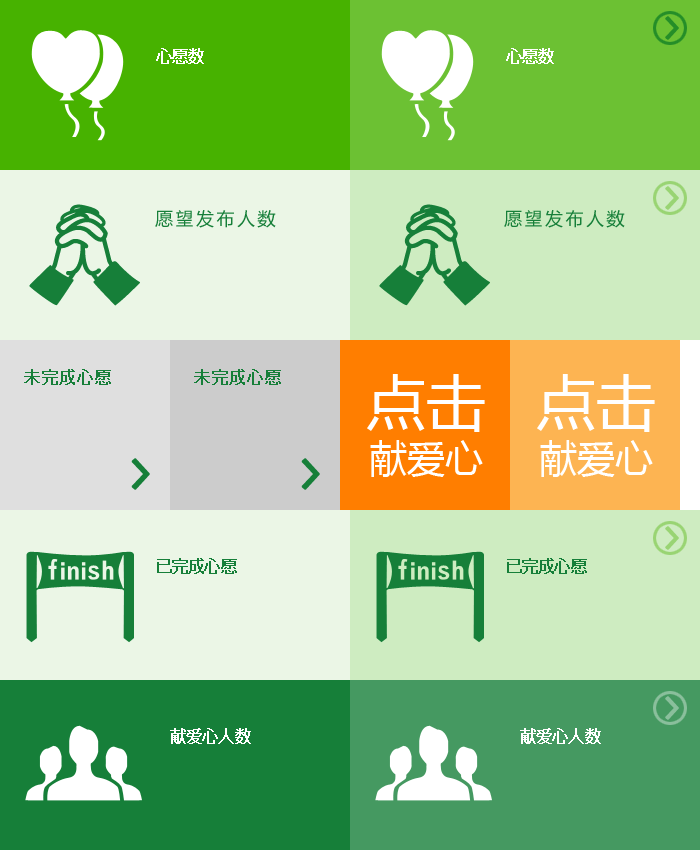 心愿数
心愿数
愿望发布人数
愿望发布人数
未完成心愿
未完成心愿
点击
献爱心
点击
献爱心
finish
已完成心愿
finish
已完成心愿
献爱心人数
献爱心人数